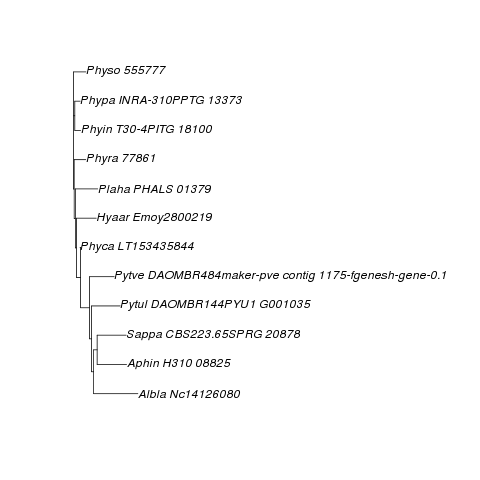 Physo 555777
Phypa INRA-310PPTG 13373
Phyin T30-4PITG 18100
Phyra 77861
Plaha PHALS 01379
Hyaar Emoy2800219
Phyca LT153435844
Pytve DAOMBR484maker-pve contig 1175-fgenesh-gene-0.1
Pytul DAOMBR144PYU1 G001035
Sappa CBS223.65SPRG 20878
Aphin H310 08825
Albla Nc14126080